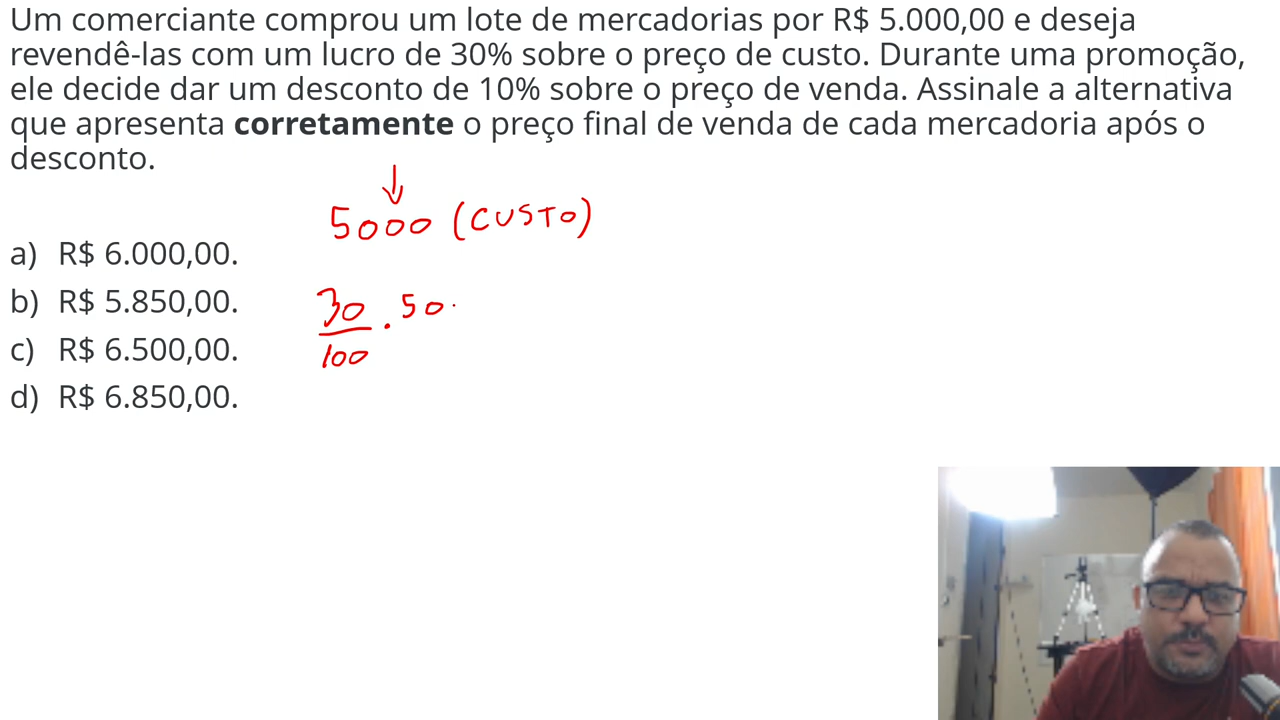 Um comerciante comprou um lote de mercadorias por R$ 5.000,00 e deseja
revendê-las com um lucro de 30% sobre o preço de custo. Durante uma promoção,
ele decide dar um desconto de 10% sobre o preço de venda. Assinale a alternativa
que apresenta corretamente o preço final de venda de cada mercadoria após o
desconto.
5000 (CUSTO)
a) R$ 6.000,00.
b) R$ 5.850,00.
30/100 . 50
c) R$ 6.500,00.
d) R$ 6.850,00.